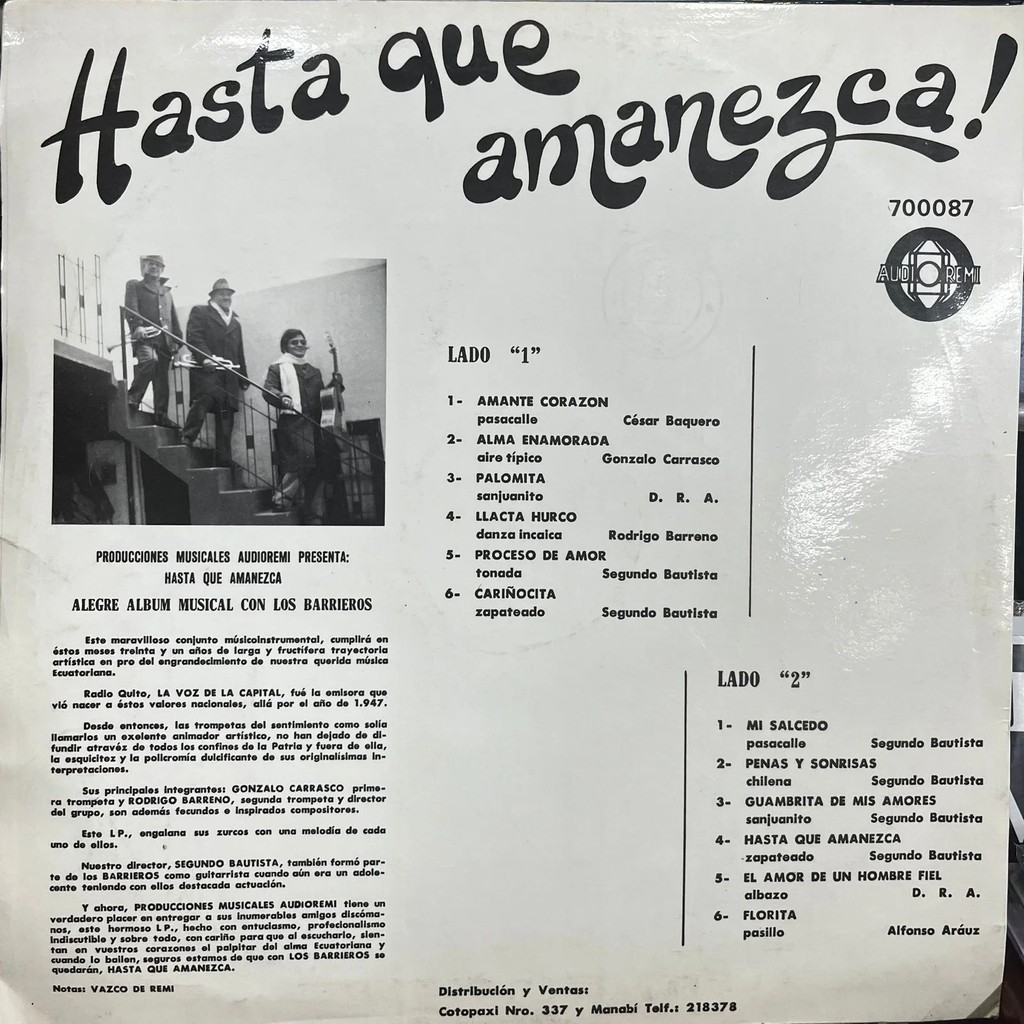 Hasta que
amanezca!
700087
AUDIOREMI
PRODUCCIONES MUSICALES AUDIOREMI PRESENTA:
HASTA QUE AMANEZCA
ALEGRE ALBUM MUSICAL CON LOS BARRIEROS
Este maravilloso conjunto músicoinstrumental, cumplirá en
éstos meses treinta y un años de larga y fructífera trayectoria
artística en pro del engrandecimiento de nuestra querida música
Ecuatoriana.
Radio Quito, LA VOZ DE LA CAPITAL, fué la emisora que
vió nacer a éstos valores nacionales, allá por el año de 1.947.
Desde entonces, las trompetas del sentimiento como solía
llamarlos un exelente animador artístico, no han dejado de di-
fundir atravéz de todos los confines de la Patria y fuera de ella,
la esquicitez y la policromía dulcificante de sus originalísimas in-
terpretaciones.
Sus principales integrantes: GONZALO CARRASCO prime-
ra trompeta y RODRIGO BARRENO, segunda trompeta y director
del grupo, son además fecundos e inspirados compositores.
Este L P., engalana sus zurcos con una melodía de cada
uno de ellos.
Nuestro director, SEGUNDO BAUTISTA, también formó par-
te de los BARRIEROS como guitarrista cuando aún era un adole-
cente teniendo con ellos destacada actuación.
Y ahora, PRODUCCIONES MUSICALES AUDIOREMI tiene un
verdadero placer en entregar a sus inumerables amigos discóma-
nos, este hermoso L P., hecho con entuciasmo, profecionalismo
indiscutible y sobre todo, con cariño para que al escucharlo, sien-
tan en vuestros corazones el palpitar del alma Ecuatoriana y
cuando lo bailen, seguros estamos de que con LOS BARRIEROS se
quedarán, HASTA QUE AMANEZCA.
Notas: VAZCO DE REMI
LADO "1"
1- AMANTE CORAZON
pasacalle César Baquero
2- ALMA ENAMORADA
aire típico Gonzalo Carrasco
3- PALOMITA
sanjuanito D. R. A.
4- LLACTA HURCO
danza incaica Rodrigo Barreno
5- PROCESO DE AMOR
tonada Segundo Bautista
6- CARIÑOCITA
zapateado Segundo Bautista
LADO "2"
1- MI SALCEDO
pasacalle Segundo Bautista
2- PENAS Y SONRISAS
chilena Segundo Bautista
3- GUAMBRITA DE MIS AMORES
sanjuanito Segundo Bautista
4- HASTA QUE AMANEZCA
zapateado Segundo Bautista
5- EL AMOR DE UN HOMBRE FIEL
albazo D. R. A.
6- FLORITA
pasillo Alfonso Aráuz
Distribución y Ventas:
Cotopaxi Nro. 337 y Manabí Telf.: 218378